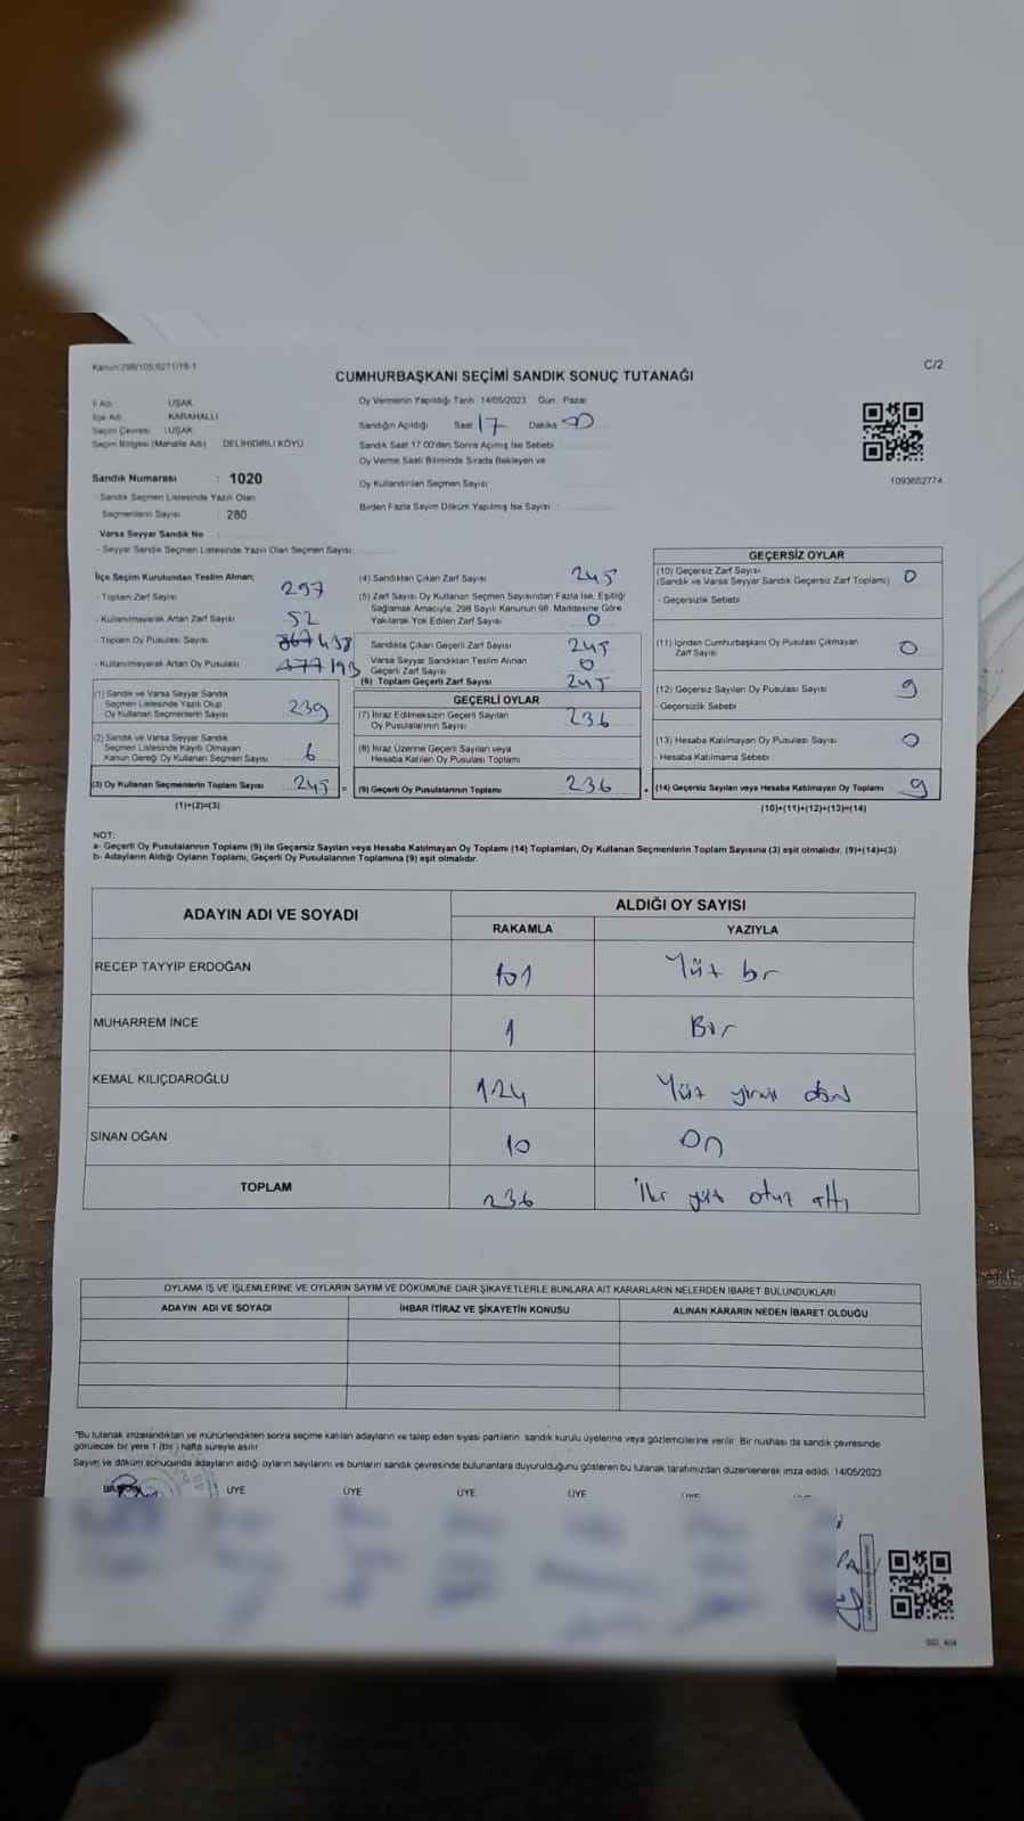 Kanun:298/105;6271/19-1
C/2
CUMHURBAŞKANI SEÇİMİ SANDIK SONUÇ TUTANAĞI
İl Adı UŞAK
İlçe Adı KARAHALLI
Seçim Çevresi :UŞAK
Seçim Bölgesi (Mahalle Adı) DELİHIDIRLI KÖYÜ
Sandık Numarası : 1020
- Sandık Seçmen Listesinde Yazılı Olan
Seçmenlerin Sayısı : 280
Varsa Seyyar Sandık No
- Seyyar Sandık Seçmen Listesinde Yazılı Olan Seçmen Sayısı:
Oy Vermenin Yapıldığı Tarih: 14/05/2023 Gün: Pazar
Sandığın Açıldığı Saat 17 Dakika 00
Sandık Saat 17.00'den Sonra Açılmış İse Sebebi
Oy Verme Saati Bitiminde Sırada Bekleyen ve
Oy Kullandırılan Seçmen Sayısı
Birden Fazla Sayım Döküm Yapılmış İse Sayısı
1093652774
İlçe Seçim Kurulundan Teslim Alınan;
- Toplam Zarf Sayısı 297
- Kullanılmayarak Artan Zarf Sayısı 52
- Toplam Oy Pusulası Sayısı 438
- Kullanılmayarak Artan Oy Pusulası 193
(1) Sandık ve Varsa Seyyar Sandık
Seçmen Listesinde Yazılı Olup
Oy Kullanan Seçmenlerin Sayısı 239
(2) Sandık ve Varsa Seyyar Sandık
Seçmen Listesinde Kayıtlı Olmayan
Kanun Gereği Oy Kullanan Seçmen Sayısı 6
(3) Oy Kullanan Seçmenlerin Toplam Sayısı 245 =
(1)+(2)=(3)
(4) Sandıktan Çıkan Zarf Sayısı 245
(5) Zarf Sayısı Oy Kullanan Seçmen Sayısından Fazla İse, Eşitliği
Sağlamak Amacıyla, 298 Sayılı Kanunun 98. Maddesine Göre
Yakılarak Yok Edilen Zarf Sayısı 0
Sandıkta Çıkan Geçerli Zarf Sayısı 245
Varsa Seyyar Sandıktan Teslim Alınan
Geçerli Zarf Sayısı 0
(6) Toplam Geçerli Zarf Sayısı 245
GEÇERLİ OYLAR
(7) İtiraz Edilmeksizin Geçerli Sayılan
Oy Pusulalarının Sayısı 236
(8) İtiraz Üzerine Geçerli Sayılan veya
Hesaba Katılan Oy Pusulası Toplamı
(9) Geçerli Oy Pusulalarının Toplamı 236 +
GEÇERSİZ OYLAR
(10) Geçersiz Zarf Sayısı
(Sandık ve Varsa Seyyar Sandık Geçersiz Zarf Toplamı) 0
- Geçersizlik Sebebi
(11) İçinden Cumhurbaşkanı Oy Pusulası Çıkmayan
Zarf Sayısı 0
(12) Geçersiz Sayılan Oy Pusulası Sayısı 9
- Geçersizlik Sebebi
(13) Hesaba Katılmayan Oy Pusulası Sayısı 0
- Hesaba Katılmama Sebebi
(14) Geçersiz Sayılan veya Hesaba Katılmayan Oy Toplamı 9
(10)+(11)+(12)+(13)=(14)
NOT:
a- Geçerli Oy Pusulalarının Toplamı (9) ile Geçersiz Sayılan veya Hesaba Katılmayan Oy Toplamı (14) Toplamları, Oy Kullanan Seçmenlerin Toplam Sayısına (3) eşit olmalıdır. (9)+(14)=(3)
b- Adayların Aldığı Oyların Toplamı, Geçerli Oy Pusulalarının Toplamına (9) eşit olmalıdır.
ADAYIN ADI VE SOYADI
ALDIĞI OY SAYISI
RAKAMLA YAZIYLA
RECEP TAYYİP ERDOĞAN 101 Yüz bir
MUHARREM İNCE 1 Bir
KEMAL KILIÇDAROĞLU 124 Yüz yirmi dört
SİNAN OĞAN 10 On
TOPLAM 236 İki yüz otuz altı
OYLAMA İŞ VE İŞLEMLERİNE VE OYLARIN SAYIM VE DÖKÜMÜNE DAİR ŞİKAYETLERLE BUNLARA AİT KARARLARIN NELERDEN İBARET BULUNDUKLARI
ADAYIN ADI VE SOYADI İHBAR İTİRAZ VE ŞİKAYETİN KONUSU ALINAN KARARIN NEDEN İBARET OLDUĞU
"Bu tutanak imzalandıktan ve mühürlendikten sonra seçime katılan adayların ve talep eden siyasi partilerin, sandık kurulu üyelerine veya gözlemcilerine verilir. Bir nüshası da sandık çevresinde
görülecek bir yere 1 (bir) hafta süreyle asılır.
Sayım ve döküm sonucunda adayların aldığı oyların sayılarını ve bunların sandık çevresinde bulunanlara duyurulduğunu gösteren bu tutanak tarafımızdan düzenlenerek imza edildi. 14/05/2023
ÜYE ÜYE ÜYE ÜYE